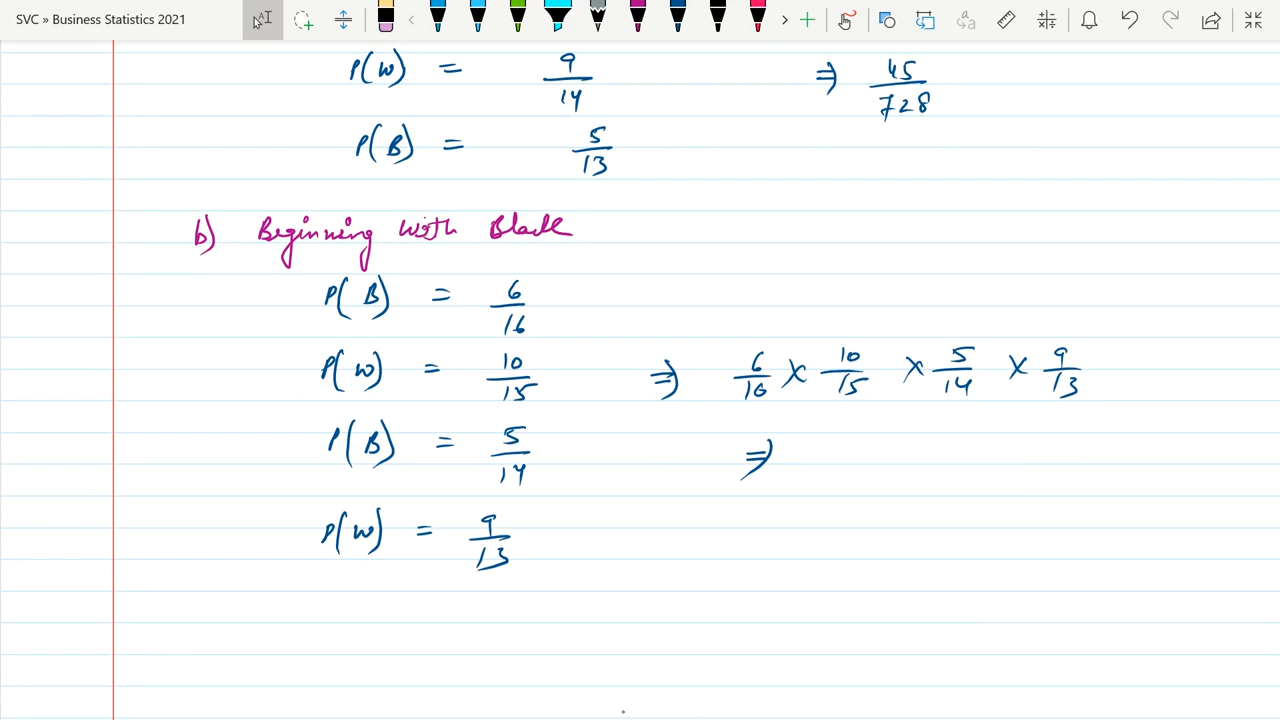 SVC » Business Statistics 2021
P(W) = 9/14 ⇒ 45/728
P(B) = 5/13
b) Beginning with Black
P(B) = 6/16
P(W) = 10/15 ⇒ 6/16 × 10/15 × 5/14 × 9/13
P(B) = 5/14 ⇒
P(W) = 9/13